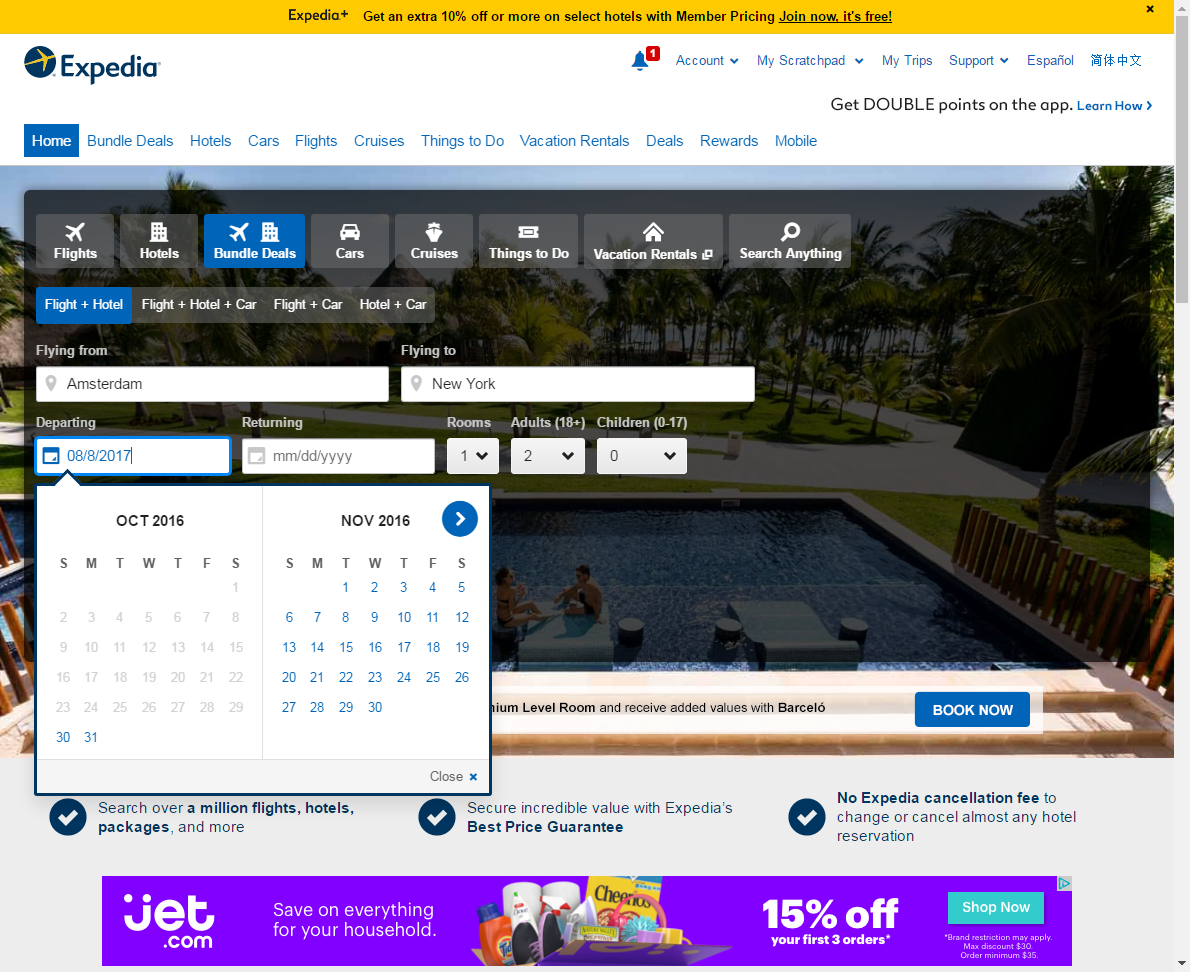 Expedia+ Get an extra 10% off or more on select hotels with Member Pricing Join now, it's free!
Expedia
1 Account My Scratchpad My Trips Support Español 简体中文
Get DOUBLE points on the app. Learn How
Home Bundle Deals Hotels Cars Flights Cruises Things to Do Vacation Rentals Deals Rewards Mobile
Flights Hotels Bundle Deals Cars Cruises Things to Do Vacation Rentals Search Anything
Flight + Hotel Flight + Hotel + Car Flight + Car Hotel + Car
Flying from Flying to
Amsterdam New York
Departing Returning Rooms Adults (18+) Children (0-17)
08/8/2017 mm/dd/yyyy 1 2 0
OCT 2016 NOV 2016
S M T W T F S S M T W T F S
1 1 2 3 4 5
2 3 4 5 6 7 8 6 7 8 9 10 11 12
9 10 11 12 13 14 15 13 14 15 16 17 18 19
16 17 18 19 20 21 22 20 21 22 23 24 25 26
23 24 25 26 27 28 29 27 28 29 30
30 31
nium Level Room and receive added values with Barceló BOOK NOW
Close
Search over a million flights, hotels,
packages, and more
Secure incredible value with Expedia's
Best Price Guarantee
No Expedia cancellation fee to
change or cancel almost any hotel
reservation
Jet
.com
Save on everything
for your household.
Tide
Dove
Cheerios
NATURE VALLEY
15% off
your first 3 orders*
Shop Now
*Brand restriction may apply.
Max discount $30.
Order minimum $35.